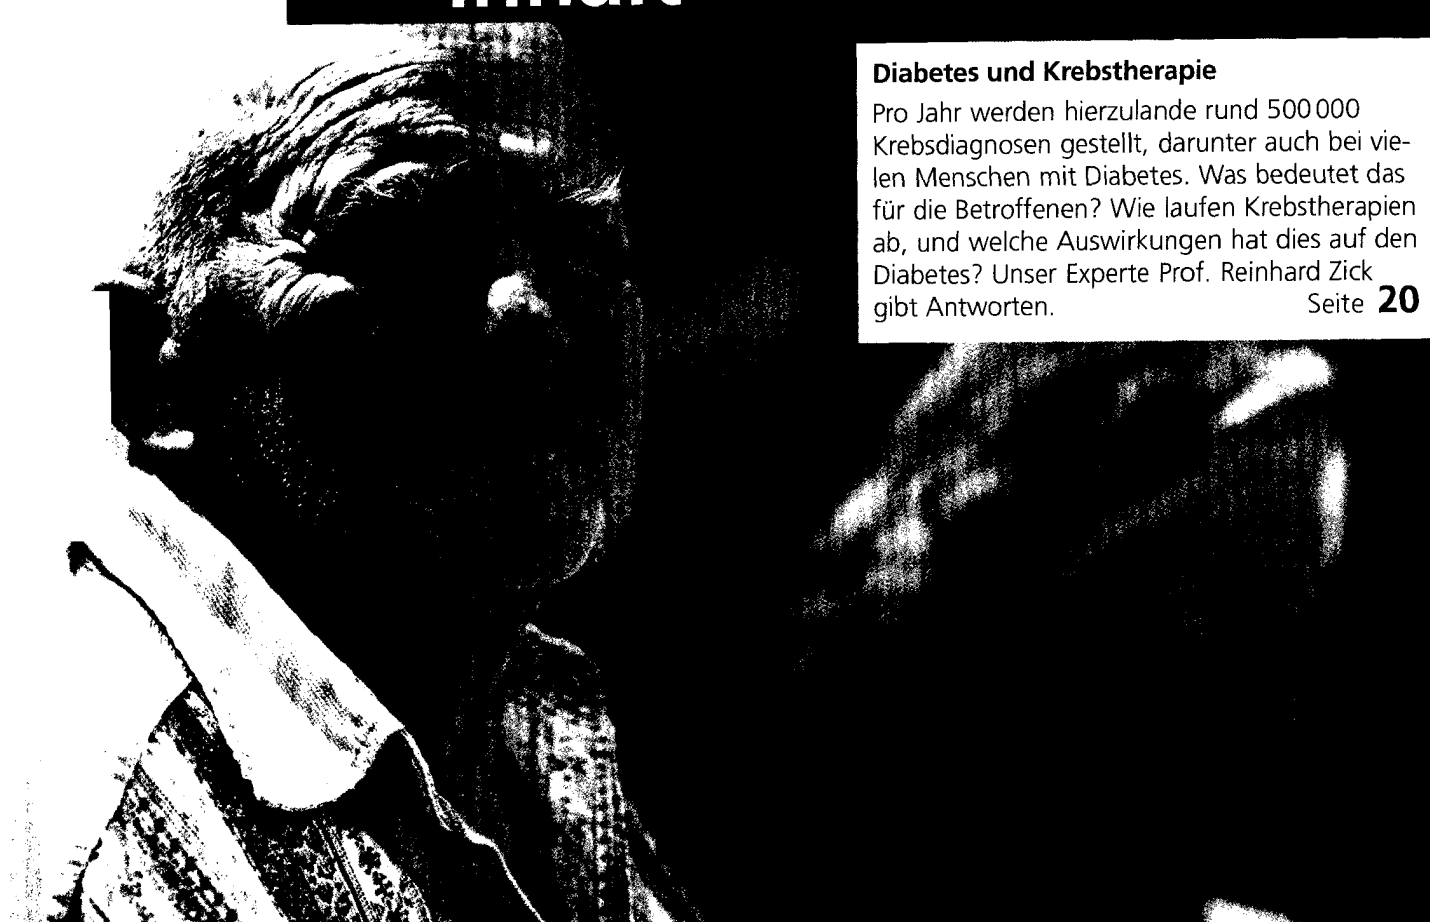 Inhalt
Diabetes und Krebstherapie
Pro Jahr werden hierzulande rund 500 000
Krebsdiagnosen gestellt, darunter auch bei vie-
len Menschen mit Diabetes. Was bedeutet das
für die Betroffenen? Wie laufen Krebstherapien
ab, und welche Auswirkungen hat dies auf den
Diabetes? Unser Experte Prof. Reinhard Zick
gibt Antworten. Seite 20